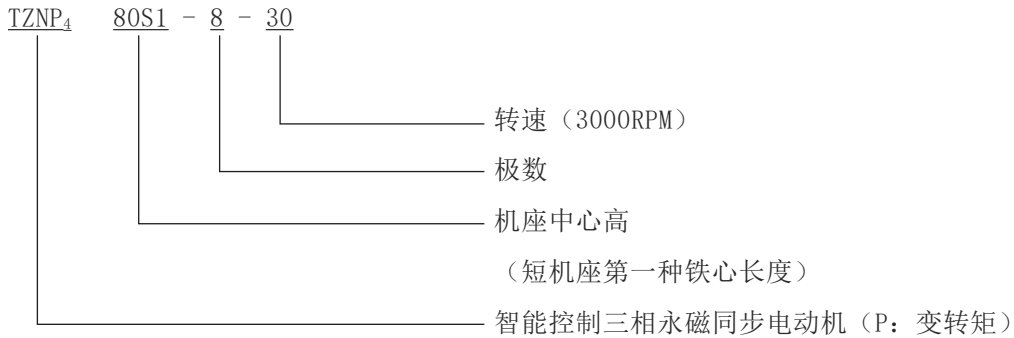 TZNP₄ 80S1 - 8 - 30
转速（3000RPM）
极数
机座中心高
（短机座第一种铁心长度）
智能控制三相永磁同步电动机（P：变转矩）